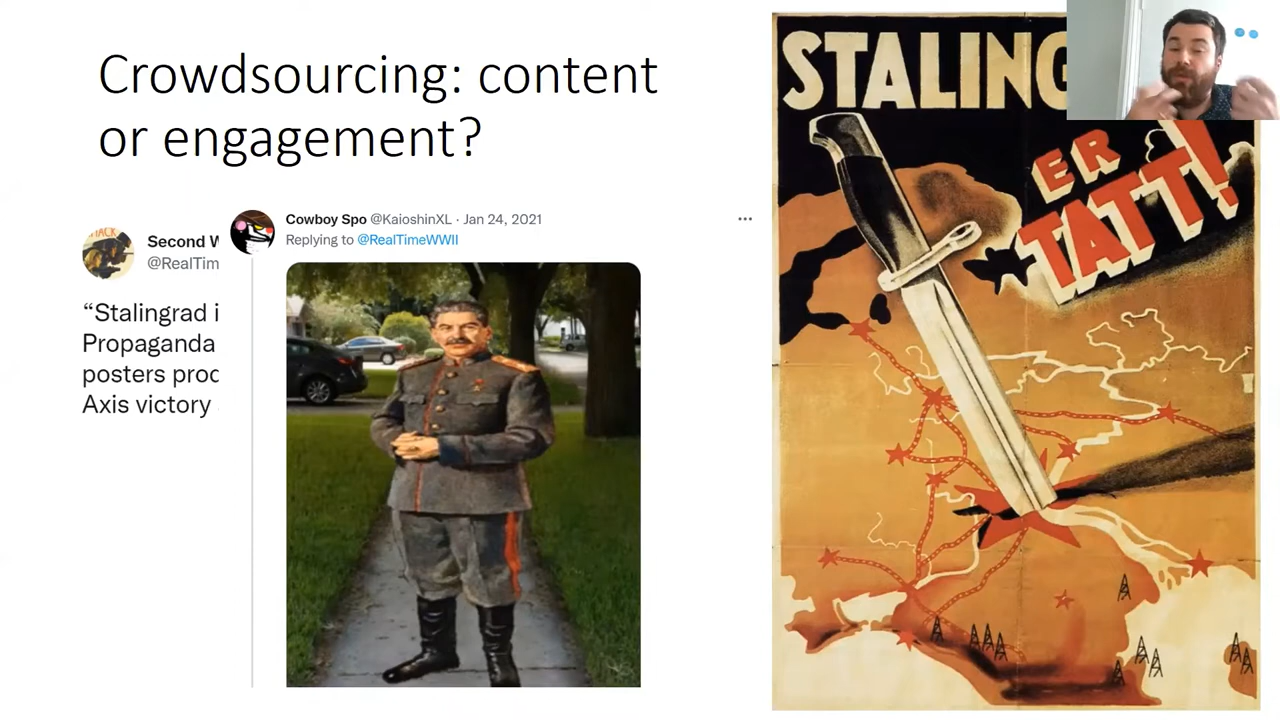 Crowdsourcing: content
or engagement?
Second W
@RealTim
“Stalingrad i
Propaganda
posters proc
Axis victory
Cowboy Spo @KaioshinXL · Jan 24, 2021
Replying to @RealTimeWWII
STALING
ER
TATT!